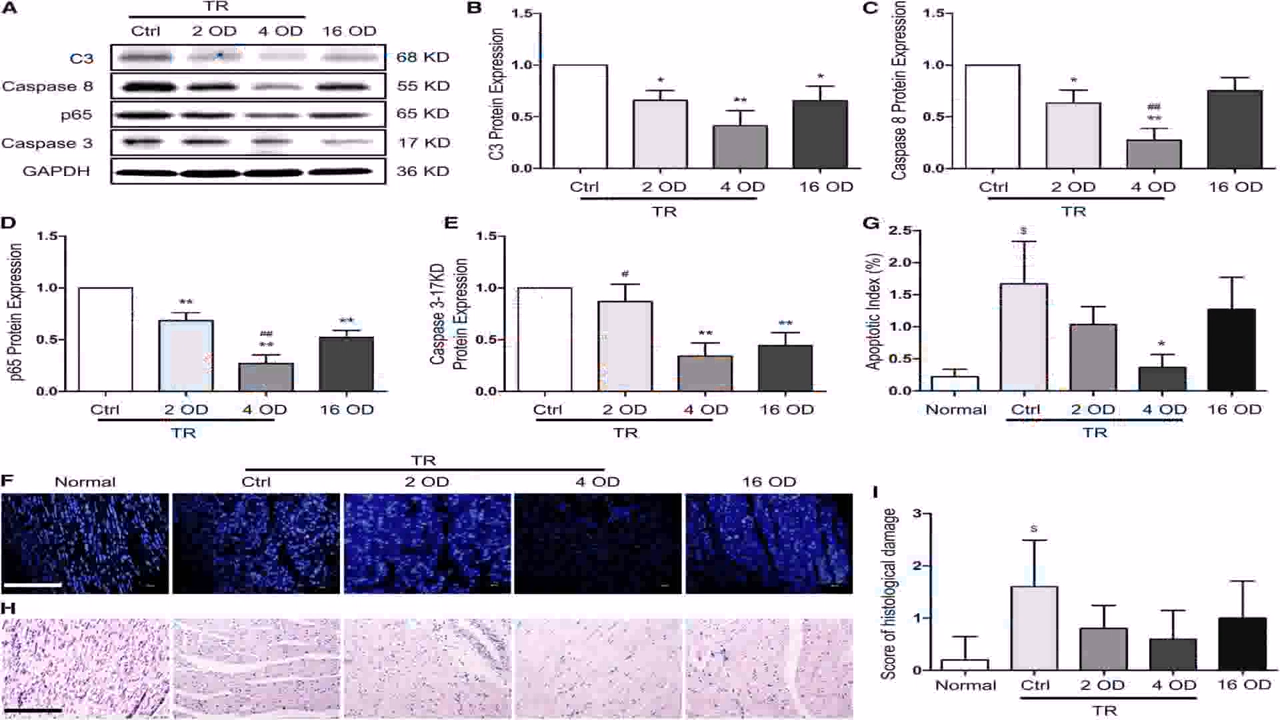 A
TR
Ctrl 2 OD 4 OD 16 OD
C3 68 KD
Caspase 8 55 KD
p65 65 KD
Caspase 3 17 KD
GAPDH 36 KD
B
C3 Protein Expression
1.5
1.0
0.5
0.0
* ** *
Ctrl 2 OD 4 OD 16 OD
TR
C
Caspase 8 Protein Expression
1.5
1.0
0.5
0.0
*
##
**
Ctrl 2 OD 4 OD 16 OD
TR
D
p65 Protein Expression
1.5
1.0
0.5
0.0
**
##
**
**
Ctrl 2 OD 4 OD 16 OD
TR
E
Caspase 3-17KD
Protein Expression
1.5
1.0
0.5
0.0
# ** **
Ctrl 2 OD 4 OD 16 OD
TR
G
Apoptotic Index (%)
2.5
2.0
1.5
1.0
0.5
0.0
$
*
Normal Ctrl 2 OD 4 OD 16 OD
TR
F
TR
Normal Ctrl 2 OD 4 OD 16 OD
H
I
Score of histological damage
3
2
1
0
$
Normal Ctrl 2 OD 4 OD 16 OD
TR